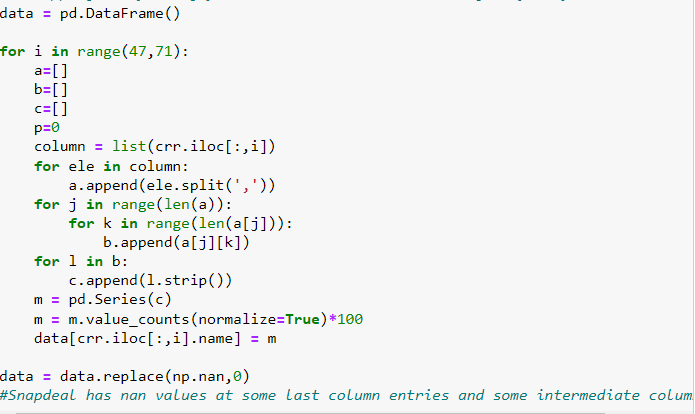 data = pd.DataFrame()
for i in range(47,71):
    a=[]
    b=[]
    c=[]
    p=0
    column = list(crr.iloc[:,i])
    for ele in column:
        a.append(ele.split(','))
    for j in range(len(a)):
        for k in range(len(a[j])):
            b.append(a[j][k])
    for l in b:
        c.append(l.strip())
    m = pd.Series(c)
    m = m.value_counts(normalize=True)*100
    data[crr.iloc[:,i].name] = m
data = data.replace(np.nan,0)
#Snapdeal has nan values at some last column entries and some intermediate colum